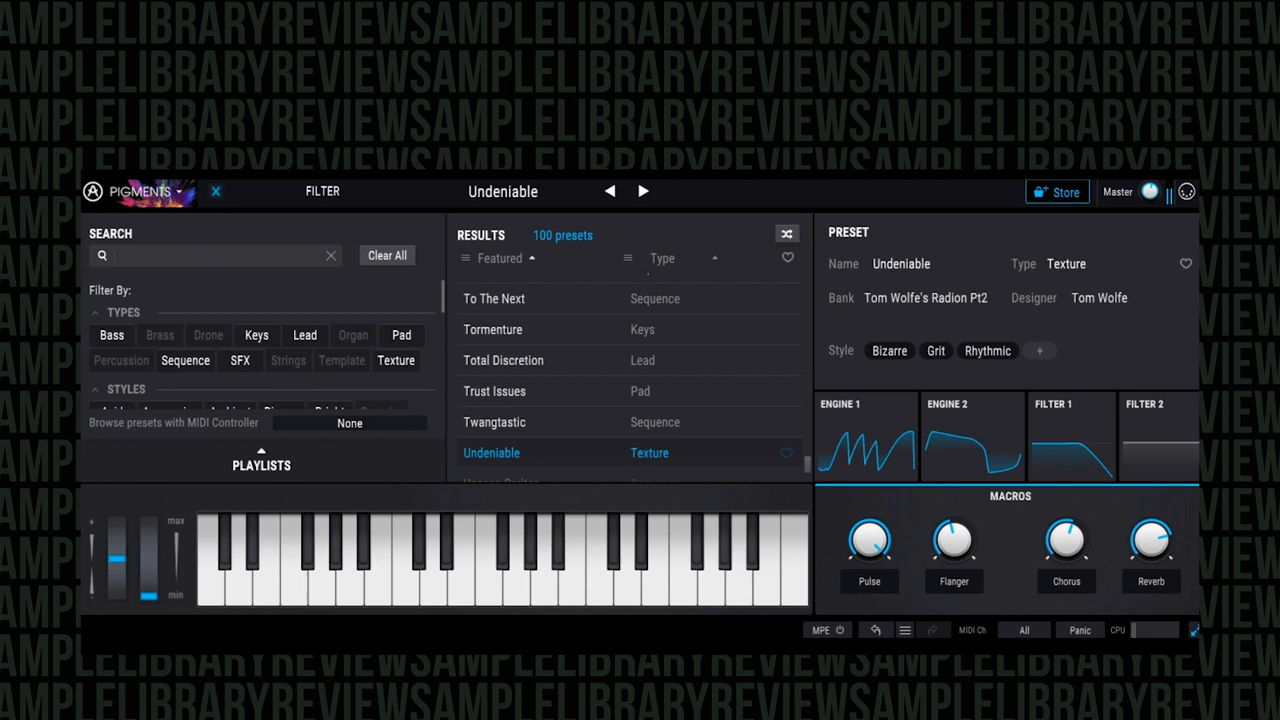 AMPLELIBRARYREVIEWSAMPLELIBRARYREVIEWSAMPLELIBRARYREVIEW
AMPLELIBRARYREVIEWSAMPLELIBRARYREVIEWSAMPLELIBRARYREVIEW
AMPLELIBRARYREVIEWSAMPLELIBRARYREVIEWSAMPLELIBRARYREVIEW
PIGMENTS
X
FILTER
Undeniable
Store
Master
SEARCH
Clear All
Filter By:
TYPES
Bass Brass Drone Keys Lead Organ Pad
Percussion Sequence SFX Strings Template Texture
STYLES
Browse presets with MIDI Controller None
PLAYLISTS
RESULTS 100 presets
Featured Type
To The Next Sequence
Tormenture Keys
Total Discretion Lead
Trust Issues Pad
Twangtastic Sequence
Undeniable Texture
PRESET
Name Undeniable Type Texture
Bank Tom Wolfe's Radion Pt2 Designer Tom Wolfe
Style Bizarre Grit Rhythmic +
ENGINE 1 ENGINE 2 FILTER 1 FILTER 2
MACROS
Pulse Flanger Chorus Reverb
+ max
- min
MPE MIDI Ch All Panic CPU
AMPLELIBRARYREVIEWSAMPLELIBRARYREVIEWSAMPLELIBRARYREVIEW